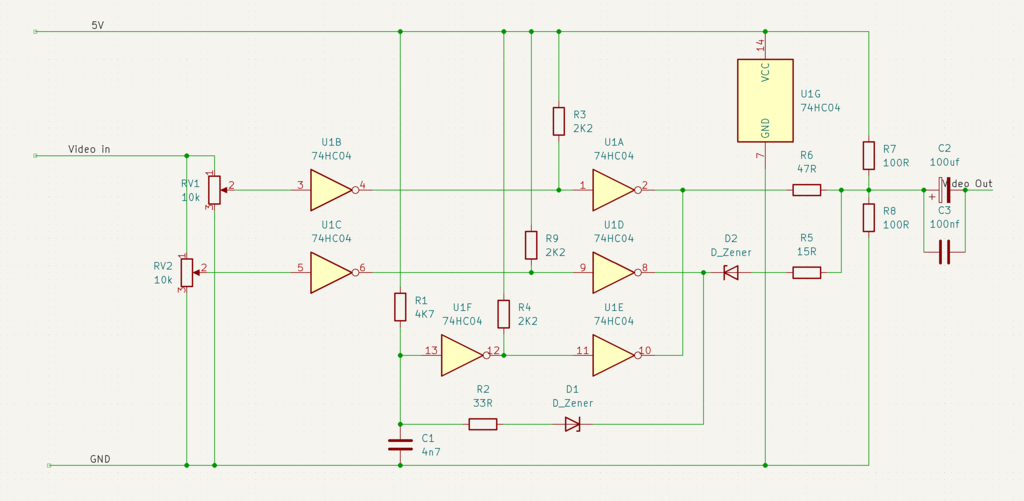 5V
14
VCC
U1G
74HC04
GND
7
R3
2K2
Video in
U1B
74HC04
U1A
74HC04
R6
47R
R7
100R
C2
100uf
RV1
10k
1
2
3
3
4
1
2
Video Out
+
R8
100R
C3
100nf
U1C
74HC04
R9
2K2
U1D
74HC04
D2
D_Zener
R5
15R
RV2
10k
1
2
3
5
6
9
8
R1
4K7
U1F
74HC04
R4
2K2
U1E
74HC04
13
12
11
10
R2
33R
D1
D_Zener
C1
4n7
GND